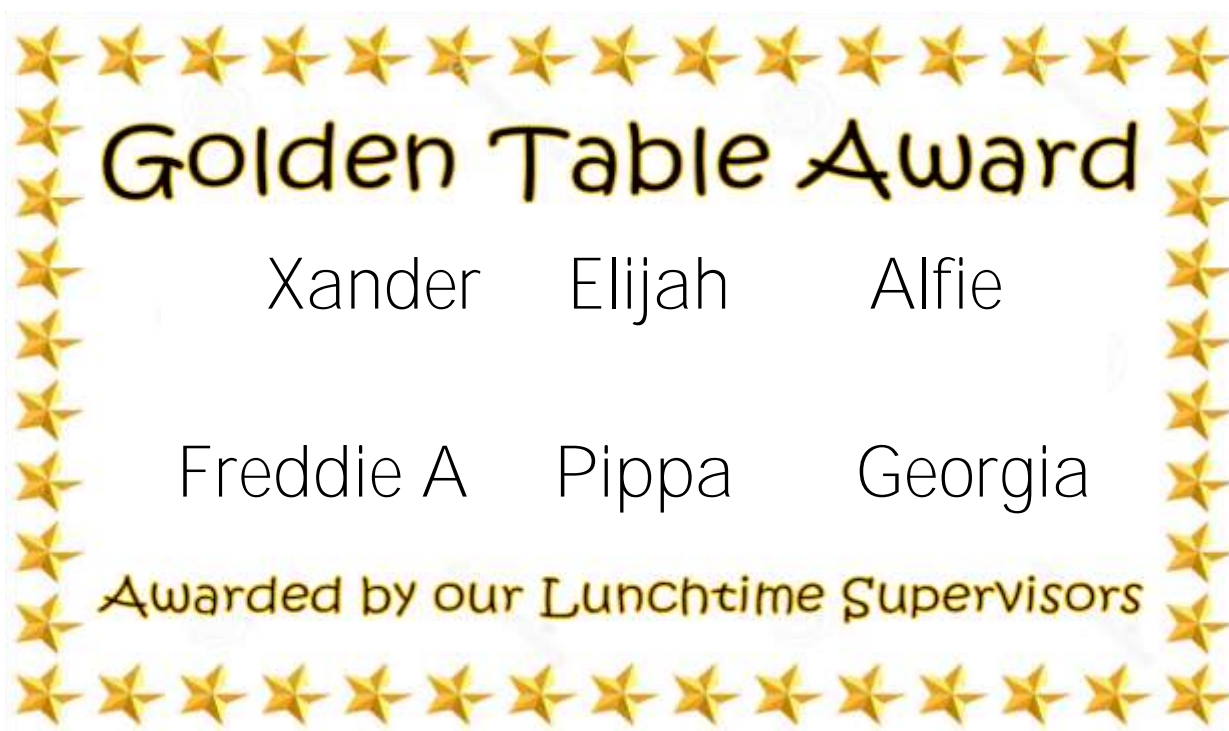 Golden Table Award
Xander Elijah Alfie
Freddie A Pippa Georgia
Awarded by our Lunchtime Supervisors